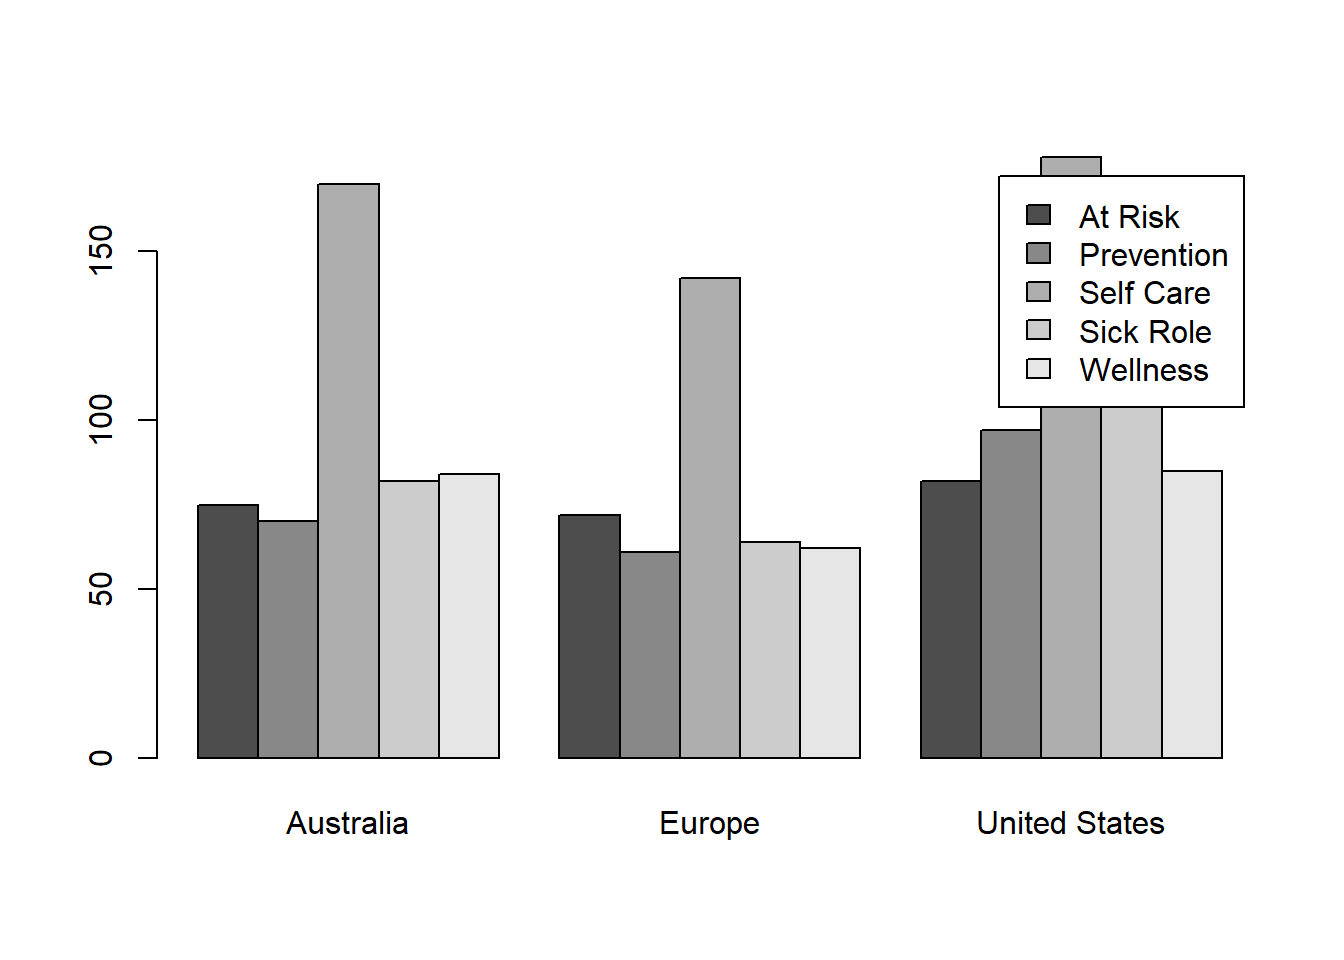 150
100
50
0
At Risk
Prevention
Self Care
Sick Role
Wellness
Australia
Europe
United States